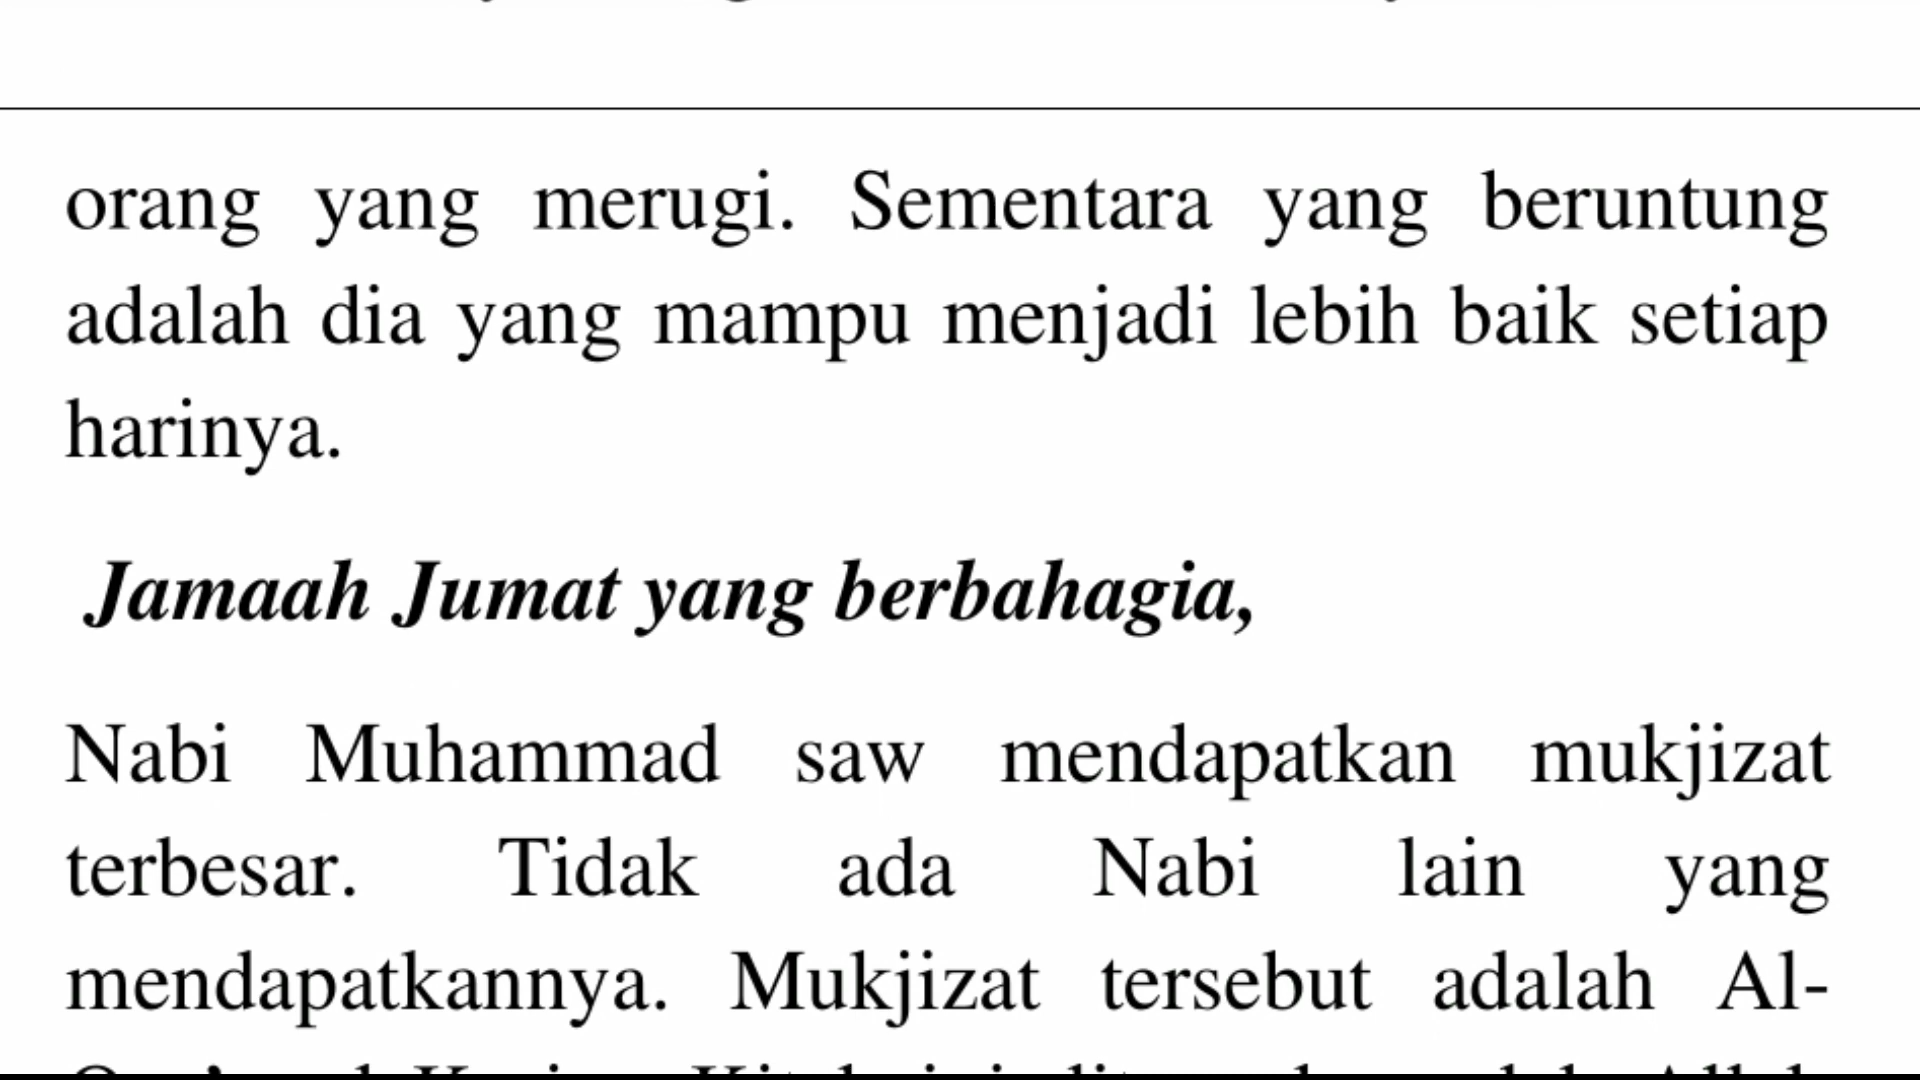 orang yang merugi. Sementara yang beruntung
adalah dia yang mampu menjadi lebih baik setiap
harinya.
Jamaah Jumat yang berbahagia,
Nabi Muhammad saw mendapatkan mukjizat
terbesar. Tidak ada Nabi lain yang
mendapatkannya. Mukjizat tersebut adalah Al-